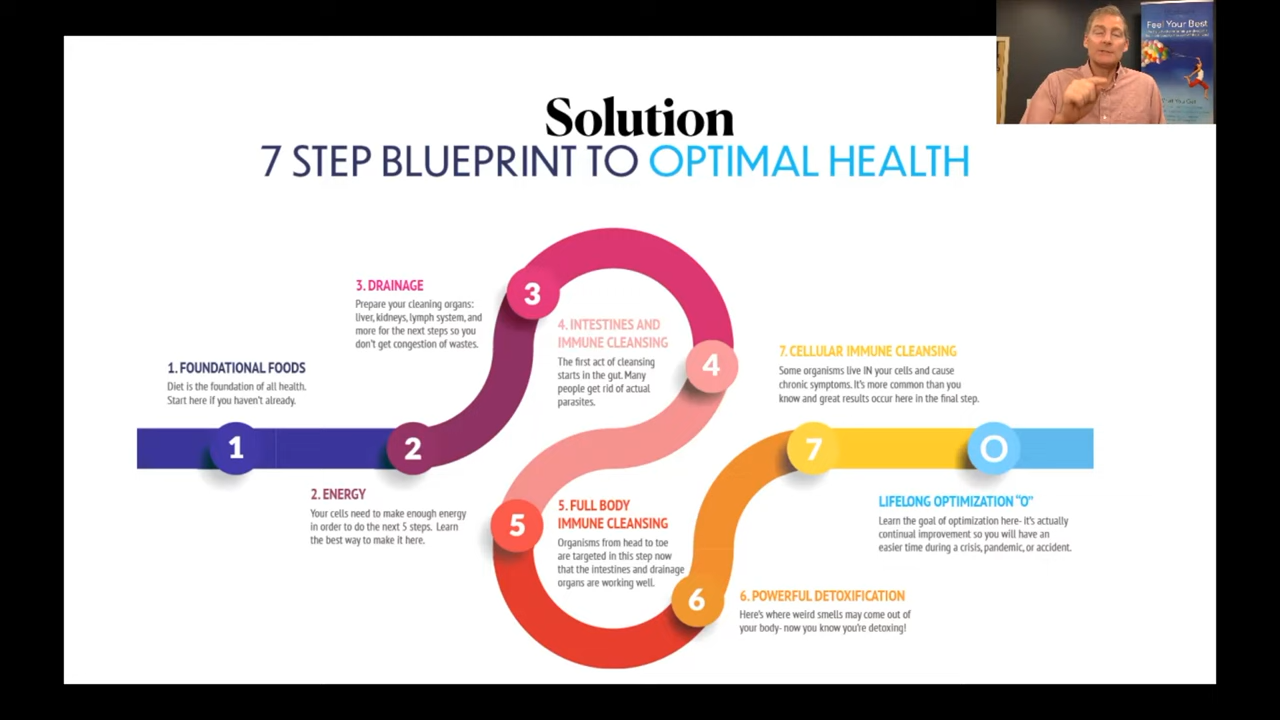 Feel Your Best
Solution
7 STEP BLUEPRINT TO OPTIMAL HEALTH
1. FOUNDATIONAL FOODS
Diet is the foundation of all health.
Start here if you haven't already.
1
2. ENERGY
Your cells need to make enough energy
in order to do the next 5 steps. Learn
the best way to make it here.
2
3. DRAINAGE
Prepare your cleaning organs:
liver, kidneys, lymph system, and
more for the next steps so you
don't get congestion of wastes.
3
4. INTESTINES AND
IMMUNE CLEANSING
The first act of cleansing
starts in the gut. Many
people get rid of actual
parasites.
4
5. FULL BODY
IMMUNE CLEANSING
Organisms from head to toe
are targeted in this step now
that the intestines and drainage
organs are working well.
5
6. POWERFUL DETOXIFICATION
Here's where weird smells may come out of
your body- now you know you're detoxing!
6
7. CELLULAR IMMUNE CLEANSING
Some organisms live IN your cells and cause
chronic symptoms. It's more common than you
know and great results occur here in the final step.
7
O
LIFELONG OPTIMIZATION "O"
Learn the goal of optimization here- it's actually
continual improvement so you will have an
easier time during a crisis, pandemic, or accident.